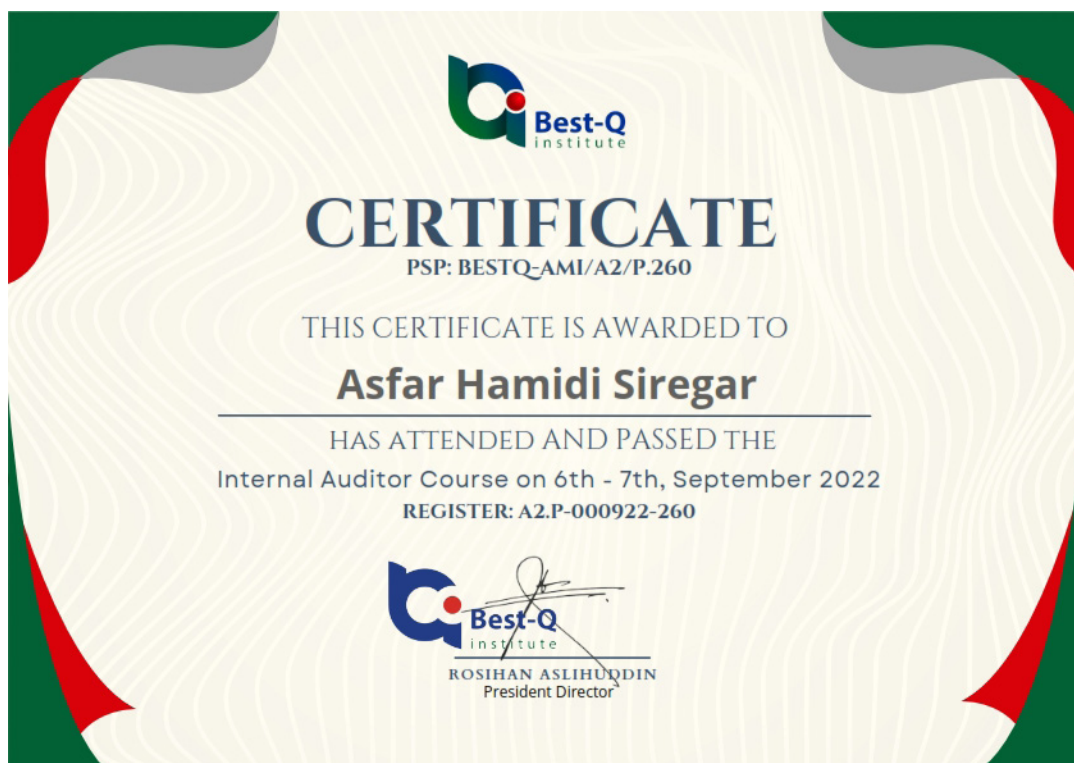 Best-Q
institute
CERTIFICATE
PSP: BESTQ-AMI/A2/P.260
THIS CERTIFICATE IS AWARDED TO
Asfar Hamidi Siregar
HAS ATTENDED AND PASSED THE
Internal Auditor Course on 6th - 7th, September 2022
REGISTER: A2.P-000922-260
Best-Q
institute
ROSIHAN ASLIHUDDIN
President Director